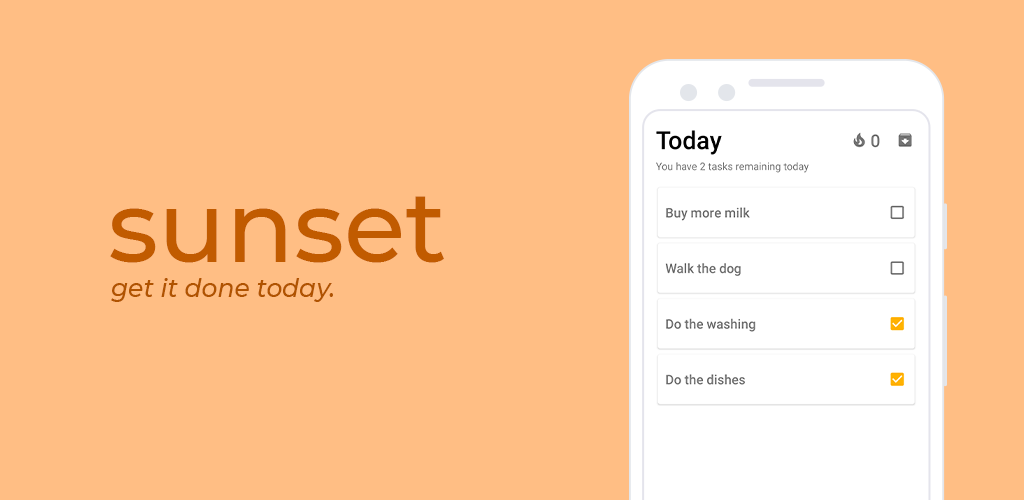 sunset
get it done today.
Today
0
You have 2 tasks remaining today
Buy more milk
Walk the dog
Do the washing
Do the dishes